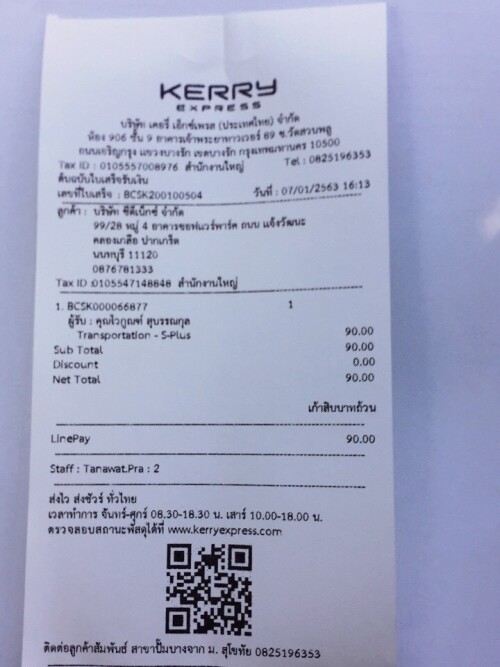 KERRY
EXPRESS
บริษัท เคอรี่ เอ็กซ์เพรส (ประเทศไทย) จำกัด
ห้อง 906 ชั้น 9 อาคารเจ้าพระยาทาวเวอร์ 89 ซ.วัดสวนพลู
ถนนเจริญกรุง แขวงบางรัก เขตบางรัก กรุงเทพมหานคร 10500
Tax ID : 0105557008976 สำนักงานใหญ่ Tel : 0825196353
ต้นฉบับใบเสร็จรับเงิน
เลขที่ใบเสร็จ : BCSK200100504 วันที่ : 07/01/2563 16:13
ลูกค้า : บริษัท ซีดีเน็กซ์ จำกัด
99/28 หมู่ 4 อาคารซอฟแวร์พาร์ค ถนน แจ้งวัฒนะ
คลองเกลือ ปากเกร็ด
นนทบุรี 11120
0876781333
Tax ID :0105547148848 สำนักงานใหญ่
1. BCSK000066877 1
ผู้รับ : คุณไวกูณฑ์ สุบรรณกุล
Transportation - S-Plus 90.00
Sub Total 90.00
Discount 0.00
Net Total 90.00
เก้าสิบบาทถ้วน
LinePay 90.00
Staff : Tanawat.Pra : 2
ส่งไว ส่งชัวร์ ทั่วไทย
เวลาทำการ จันทร์-ศุกร์ 08.30-18.30 น. เสาร์ 10.00-18.00 น.
ตรวจสอบสถานะพัสดุได้ที่ www.kerryexpress.com
ติดต่อลูกค้าสัมพันธ์ สาขาปั๊มบางจาก ม. สุโขทัย 0825196353